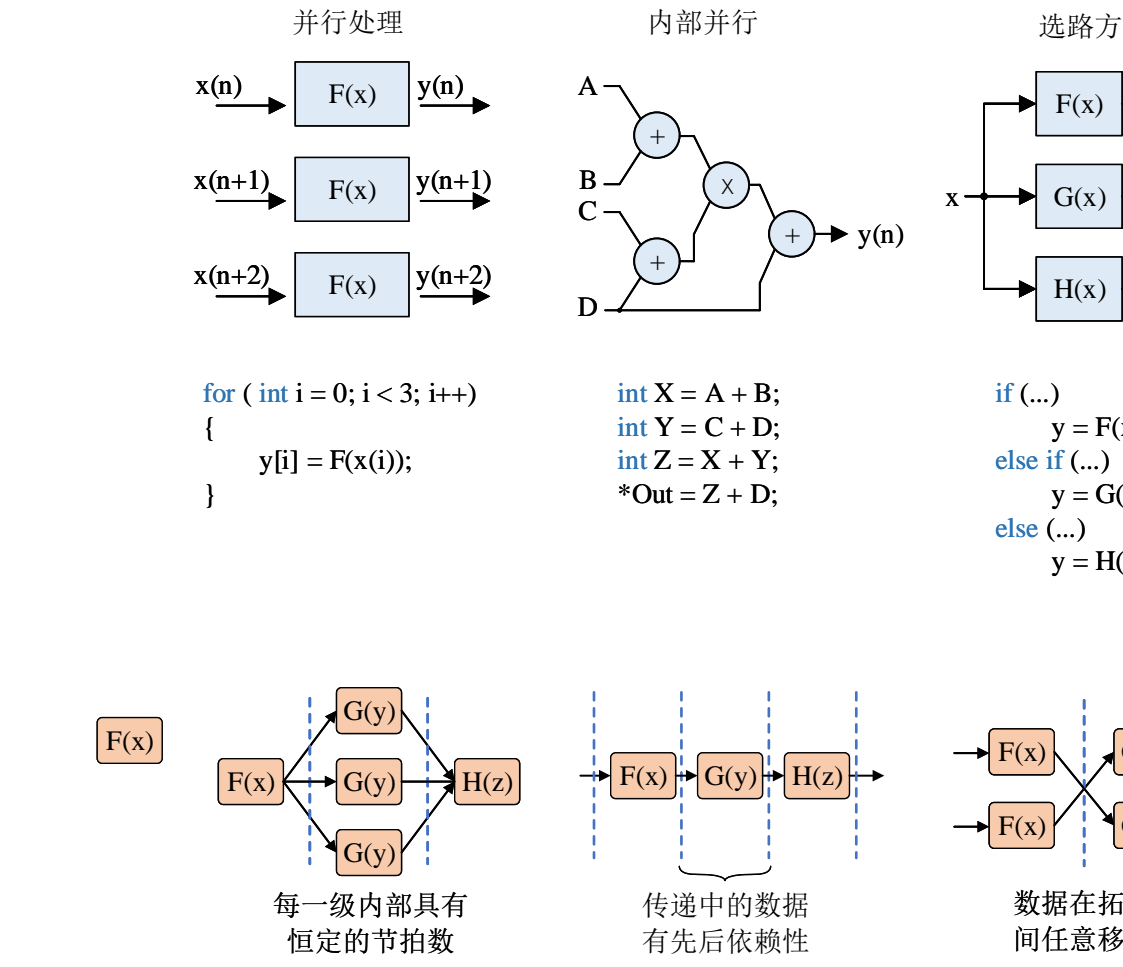 并行处理
内部并行
选路方
x(n)
F(x)
y(n)
x(n+1)
F(x)
y(n+1)
x(n+2)
F(x)
y(n+2)
A
B
C
D
+
+
X
+
y(n)
x
F(x)
G(x)
H(x)
for ( int i = 0; i < 3; i++)
{
y[i] = F(x(i));
}
int X = A + B;
int Y = C + D;
int Z = X + Y;
*Out = Z + D;
if (...)
y = F(
else if (...)
y = G(
else (...)
y = H(
F(x)
F(x)
G(y)
G(y)
G(y)
H(z)
每一级内部具有
恒定的节拍数
F(x)
G(y)
H(z)
传递中的数据
有先后依赖性
F(x)
F(x)
数据在拓
间任意移